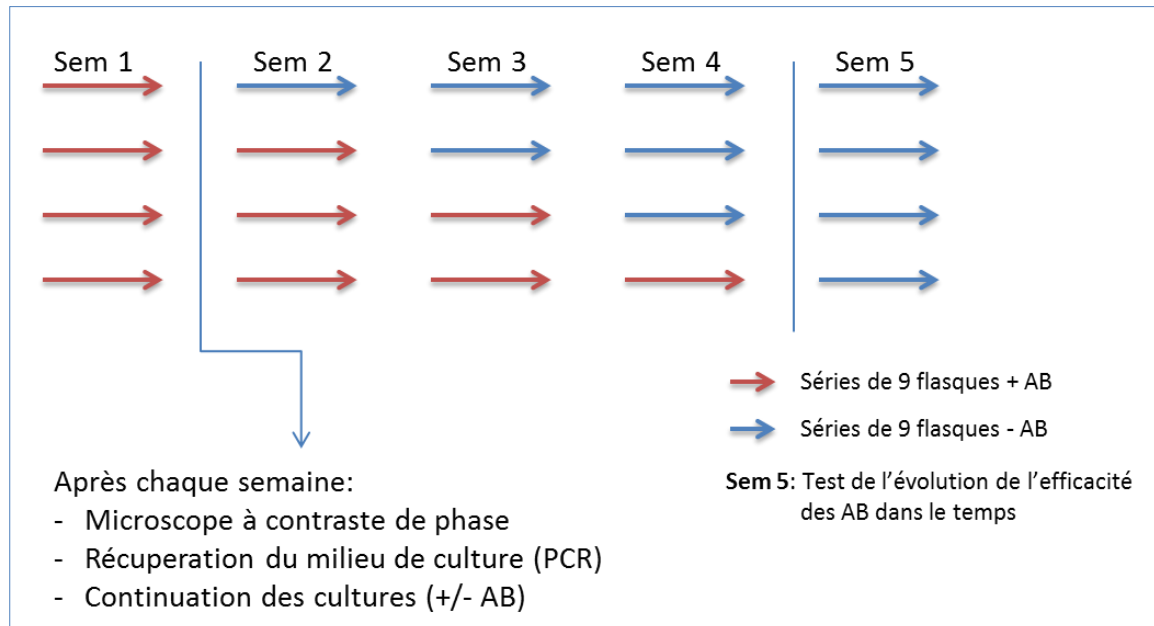 Sem 1
Sem 2
Sem 3
Sem 4
Sem 5
Séries de 9 flasques + AB
Séries de 9 flasques - AB
Sem 5: Test de l'évolution de l'efficacité
des AB dans le temps
Après chaque semaine:
- Microscope à contraste de phase
- Récuperation du milieu de culture (PCR)
- Continuation des cultures (+/- AB)